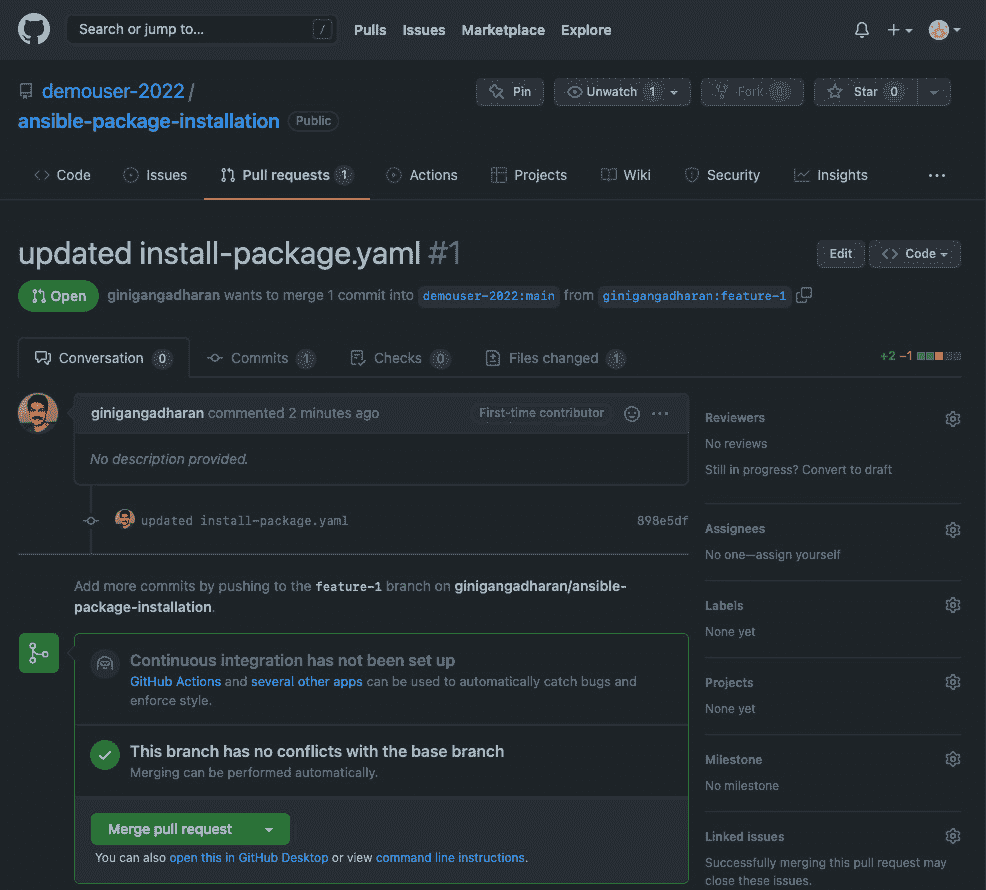 Search or jump to... / Pulls Issues Marketplace Explore
demouser-2022 /
ansible-package-installation Public
Pin Unwatch 1 Fork 0 Star 0
Code Issues Pull requests 1 Actions Projects Wiki Security Insights ...
updated install-package.yaml #1
Edit Code
Open ginigangadharan wants to merge 1 commit into demouser-2022:main from ginigangadharan:feature-1
Conversation 0 Commits 1 Checks 0 Files changed 1 +2 −1
ginigangadharan commented 2 minutes ago First-time contributor ...
No description provided.
updated install-package.yaml 898e5df
Add more commits by pushing to the feature-1 branch on ginigangadharan/ansible-
package-installation.
Continuous integration has not been set up
GitHub Actions and several other apps can be used to automatically catch bugs and
enforce style.
This branch has no conflicts with the base branch
Merging can be performed automatically.
Merge pull request
You can also open this in GitHub Desktop or view command line instructions.
Reviewers
No reviews
Still in progress? Convert to draft
Assignees
No one—assign yourself
Labels
None yet
Projects
None yet
Milestone
No milestone
Linked issues
Successfully merging this pull request may
close these issues.